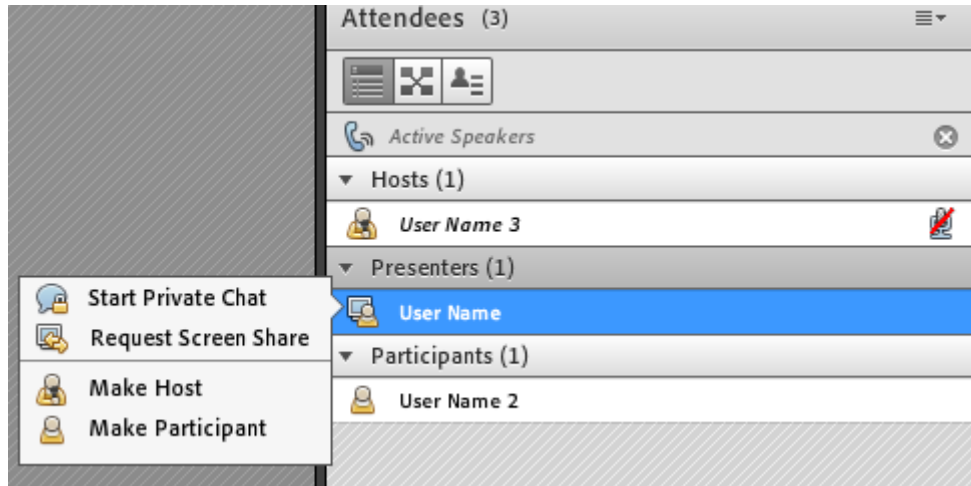 Attendees (3)
Active Speakers
Hosts (1)
User Name 3
Presenters (1)
User Name
Participants (1)
User Name 2
Start Private Chat
Request Screen Share
Make Host
Make Participant